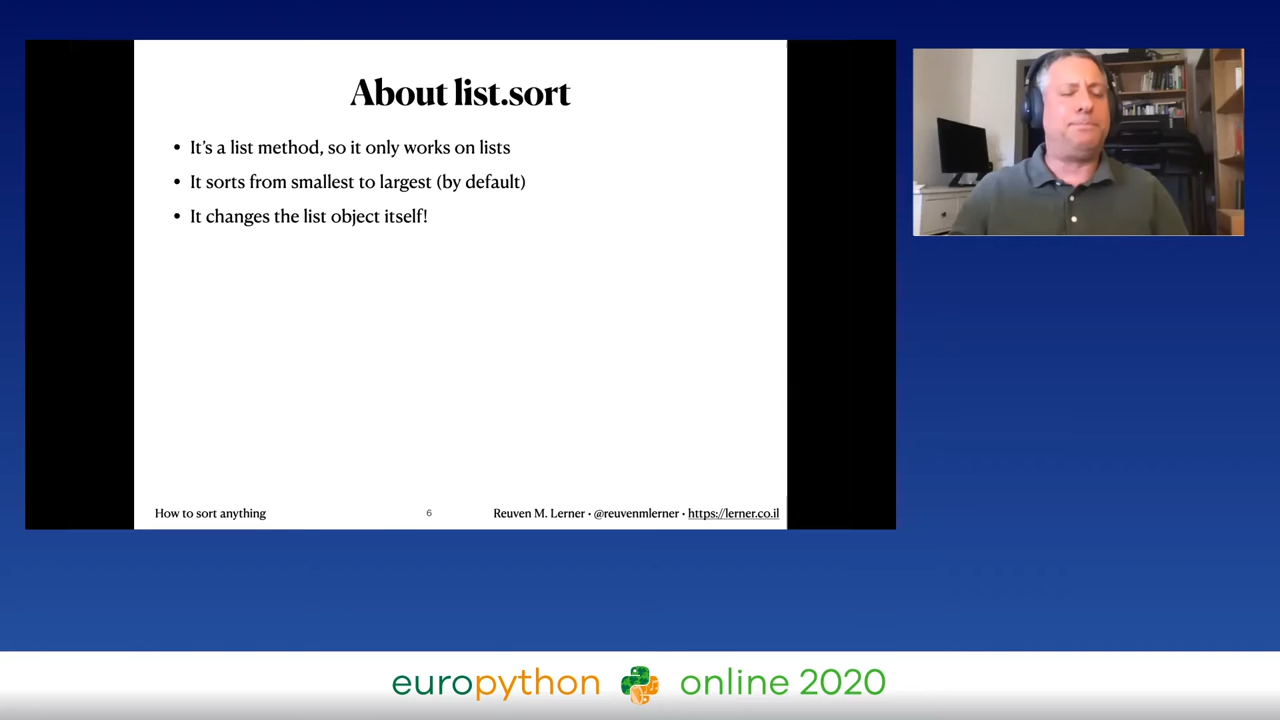 About list.sort
• It's a list method, so it only works on lists
• It sorts from smallest to largest (by default)
• It changes the list object itself!
How to sort anything 6 Reuven M. Lerner • @reuvenmlerner • https://lerner.co.il
europython online 2020